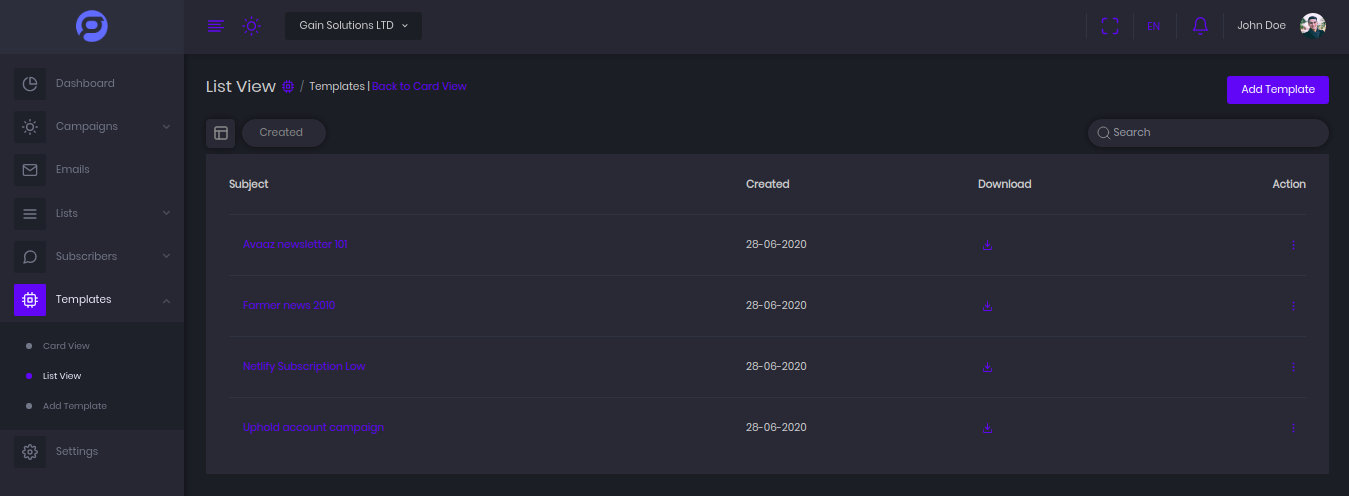 Gain Solutions LTD
EN
John Doe
Dashboard
Campaigns
Emails
Lists
Subscribers
Templates
Card View
List View
Add Template
Settings
List View / Templates | Back to Card View
Add Template
Created
Search
Subject Created Download Action
Avaaz newsletter 101 28-06-2020
Farmer news 2010 28-06-2020
Netlify Subscription Low 28-06-2020
Uphold account campaign 28-06-2020